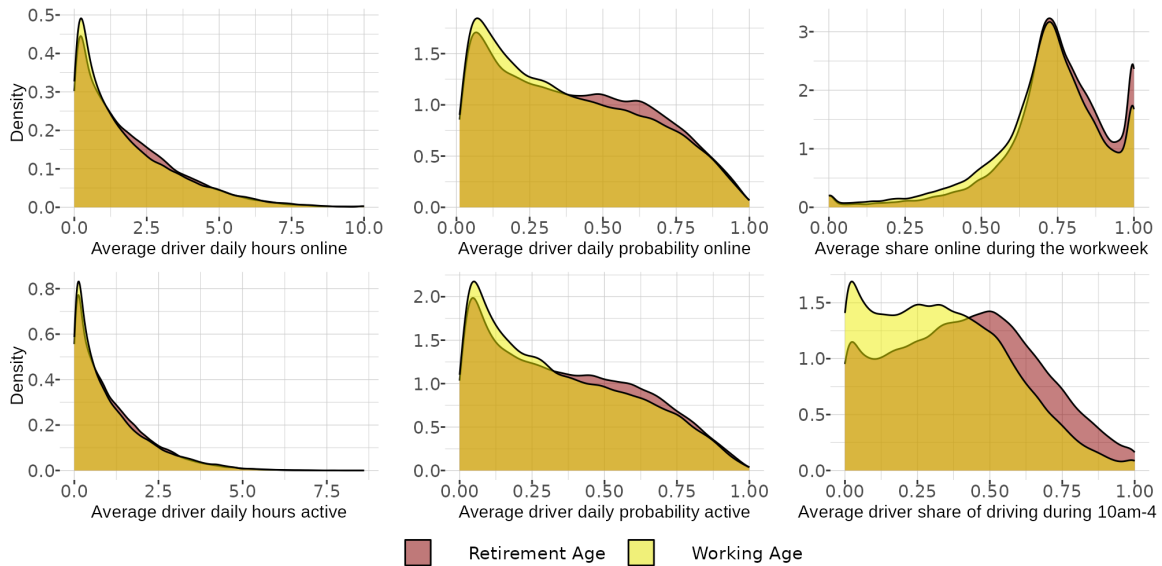 Density
0.5
0.4
0.3
0.2
0.1
0.0
0.0 2.5 5.0 7.5 10.0
Average driver daily hours online
1.5
1.0
0.5
0.0
0.00 0.25 0.50 0.75 1.00
Average driver daily probability online
3
2
1
0
0.00 0.25 0.50 0.75 1.00
Average share online during the workweek
Density
0.8
0.6
0.4
0.2
0.0
0.0 2.5 5.0 7.5
Average driver daily hours active
2.0
1.5
1.0
0.5
0.0
0.00 0.25 0.50 0.75 1.00
Average driver daily probability active
1.5
1.0
0.5
0.0
0.00 0.25 0.50 0.75 1.00
Average driver share of driving during 10am-4
Retirement Age Working Age